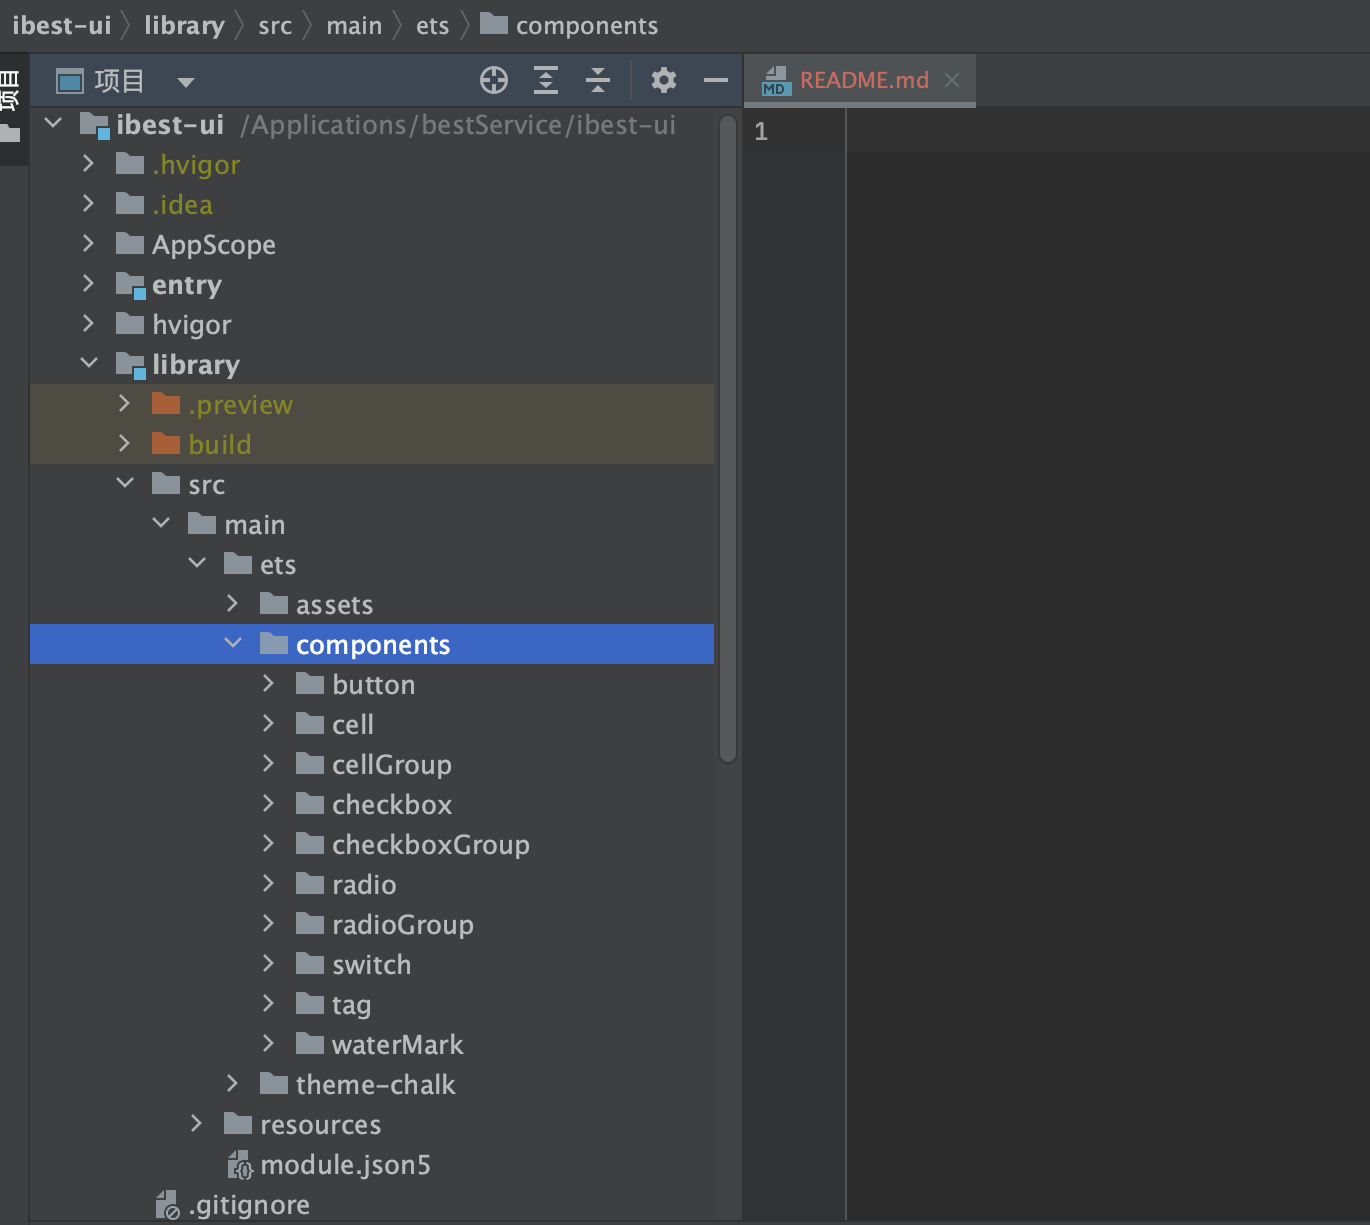 ibest-ui library src main ets components
项目
项目
README.md
MD
1
ibest-ui /Applications/bestService/ibest-ui
.hvigor
.idea
AppScope
entry
hvigor
library
.preview
build
src
main
ets
assets
components
button
cell
cellGroup
checkbox
checkboxGroup
radio
radioGroup
switch
tag
waterMark
theme-chalk
resources
module.json5
.gitignore